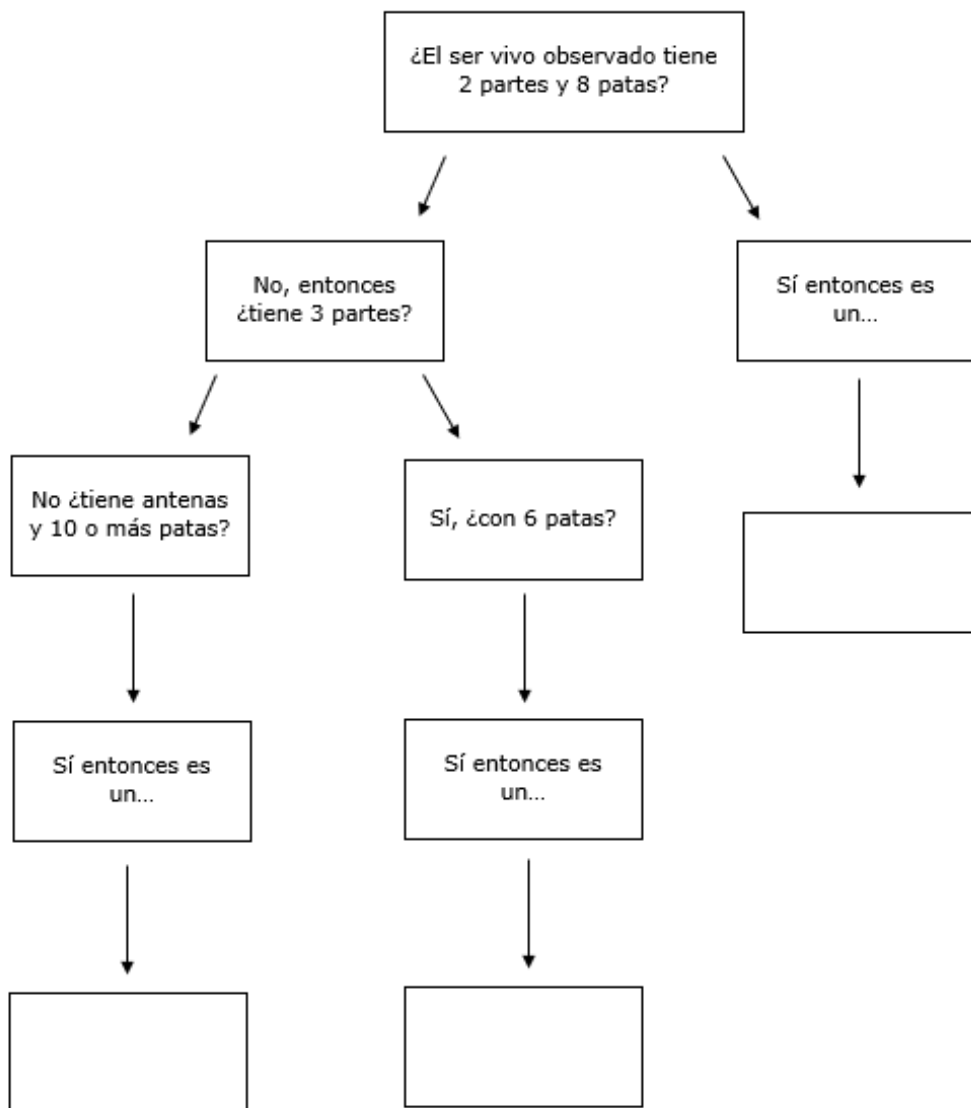 ¿El ser vivo observado tiene
2 partes y 8 patas?
No, entonces
¿tiene 3 partes?
Sí entonces es
un...
No ¿tiene antenas
y 10 o más patas?
Sí, ¿con 6 patas?
Sí entonces es
un...
Sí entonces es
un...